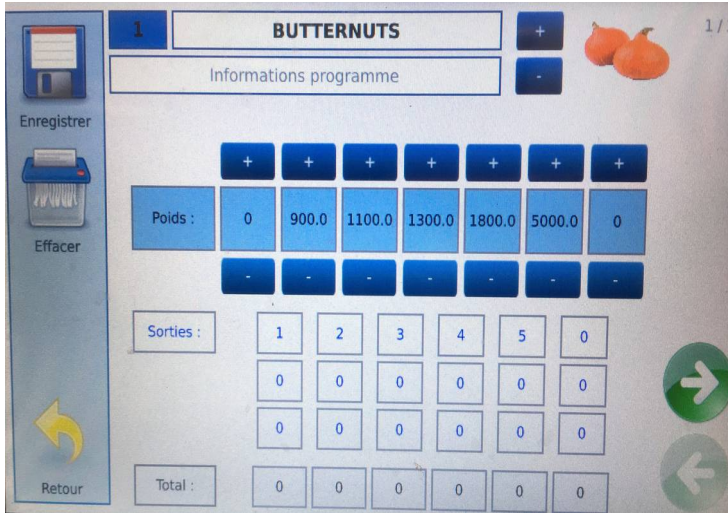 1 BUTTERNUTS + 1/
Informations programme -
Enregistrer
+ + + + + + +
Poids : 0 900.0 1100.0 1300.0 1800.0 5000.0 0
Effacer
- - - - - - -
Sorties : 1 2 3 4 5 0
0 0 0 0 0 0
0 0 0 0 0 0
Retour
Total : 0 0 0 0 0 0